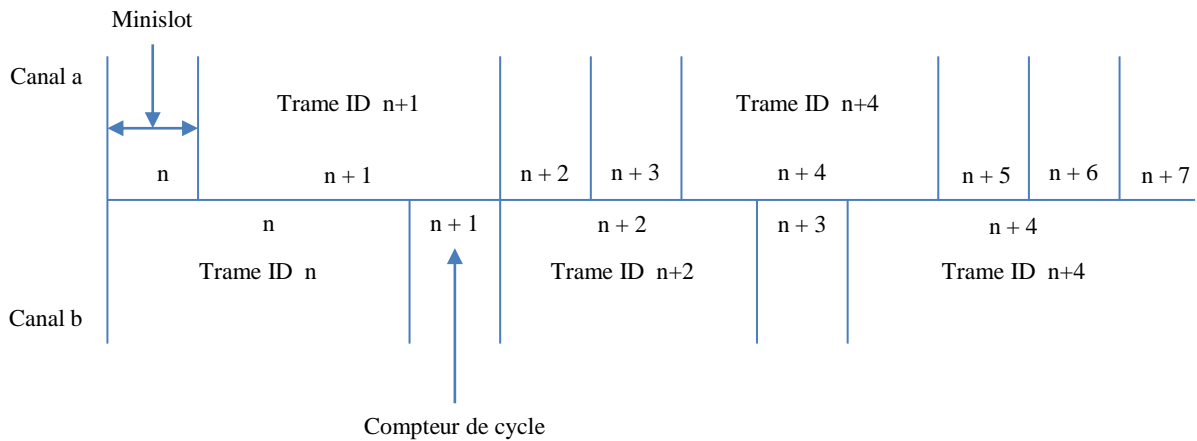 Minislot
Canal a
Trame ID n+1
Trame ID n+4
n
n + 1
n + 2
n + 3
n + 4
n + 5
n + 6
n + 7
n
n + 1
n + 2
n + 3
n + 4
Trame ID n
Trame ID n+2
Trame ID n+4
Canal b
Compteur de cycle